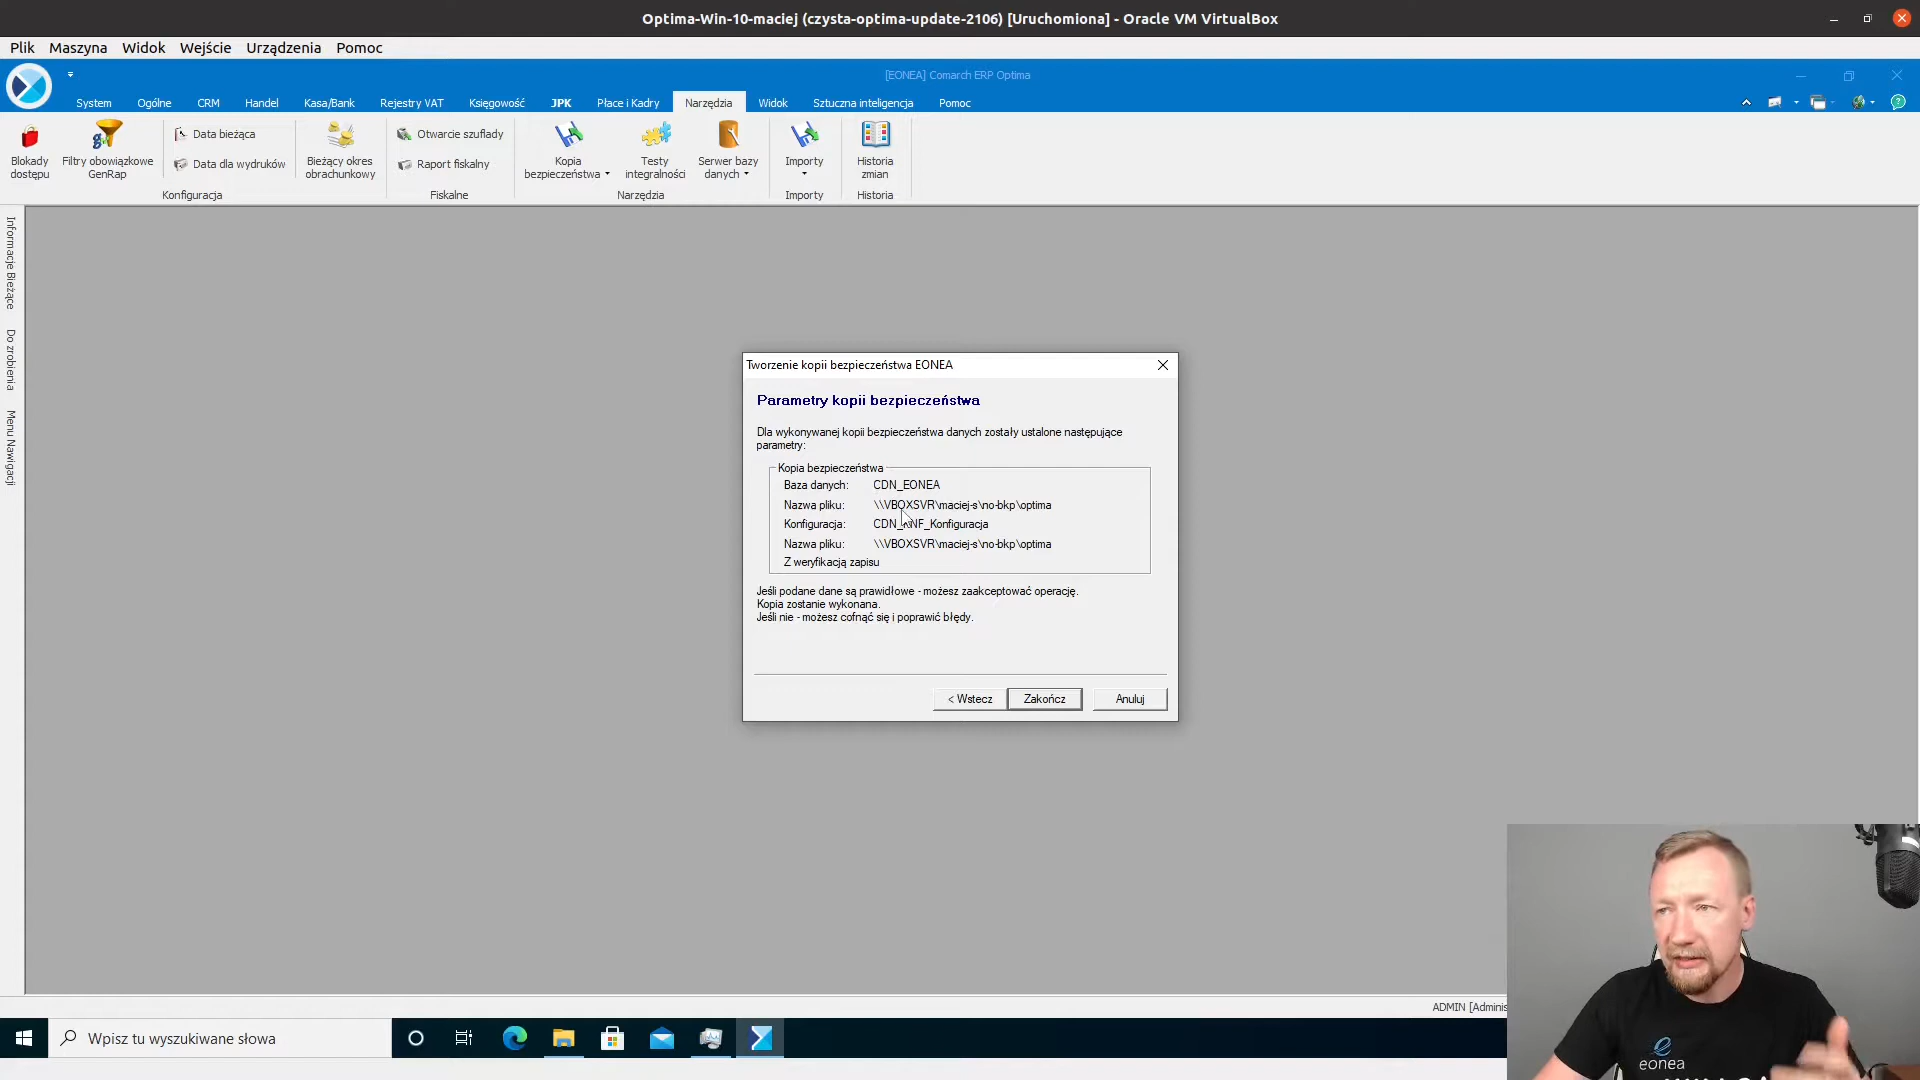 Optima-Win-10-maciej (czysta-optima-update-2106) [Uruchomiona] - Oracle VM VirtualBox
Plik Maszyna Widok Wejście Urządzenia Pomoc
[EONEA] Comarch ERP Optima
System Ogólne CRM Handel Kasa/Bank Rejestry VAT Księgowość JPK Płace i Kadry Narzędzia Widok Sztuczna inteligencja Pomoc
Blokady dostępu
Filtry obowiązkowe GenRap
Data bieżąca
Data dla wydruków
Bieżący okres obrachunkowy
Konfiguracja
Otwarcie szuflady
Raport fiskalny
Fiskalne
Kopia bezpieczeństwa
Testy integralności
Serwer bazy danych
Narzędzia
Importy
Importy
Historia zmian
Historia
Informacje Bieżące
Do zrobienia
Menu Nawigacji
Tworzenie kopii bezpieczeństwa EONEA
Parametry kopii bezpieczeństwa
Dla wykonywanej kopii bezpieczeństwa danych zostały ustalone następujące
parametry:
Kopia bezpieczeństwa
Baza danych: CDN_EONEA
Nazwa pliku: \\VBOXSVR\maciej-s\no-bkp\optima
Konfiguracja:
Nazwa pliku: \\VBOXSVR\maciej-s\no-bkp\optima
Z weryfikacją zapisu
Jeśli podane dane są prawidłowe - możesz zaakceptować operację.
Kopia zostanie wykonana.
Jeśli nie - możesz cofnąć się i poprawić błędy.
< Wstecz Zakończ Anuluj
ADMIN
Wpisz tu wyszukiwane słowa
eonea